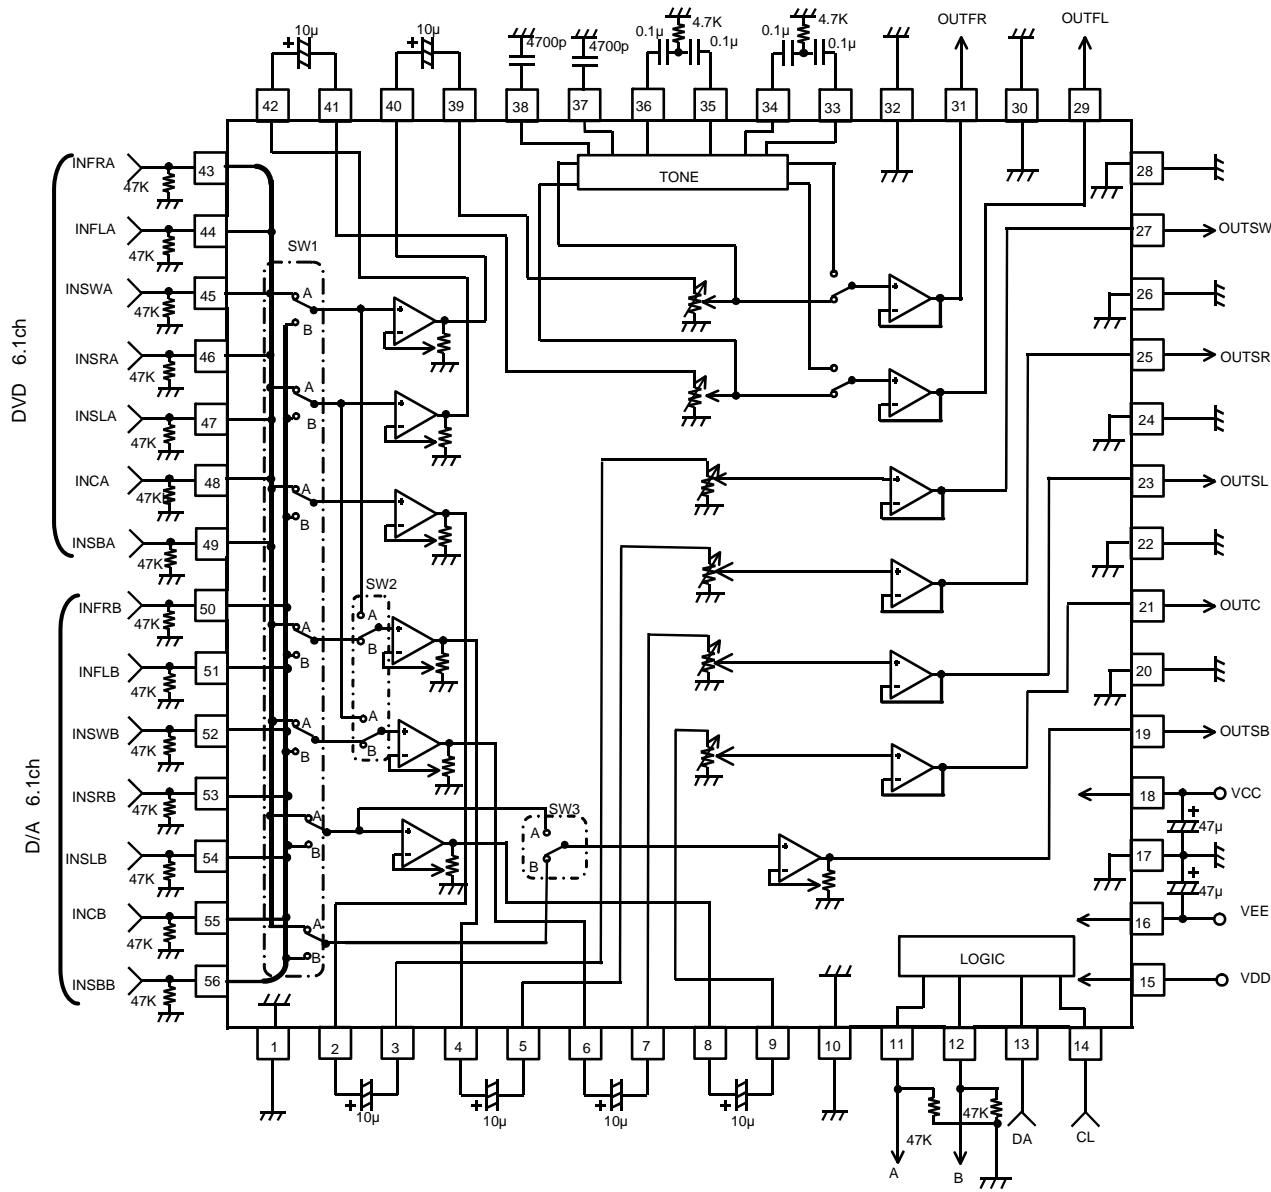 10µ
10µ
4700p
4700p
0.1µ
4.7K
0.1µ
0.1µ
4.7K
0.1µ
OUTFR
OUTFL
42
41
40
39
38
37
36
35
34
33
32
31
30
29
DVD 6.1ch
INFRA
47K
43
INFLA
47K
44
INSWA
47K
45
INSRA
47K
46
INSLA
47K
47
INCA
47K
48
INSBA
47K
49
D/A 6.1ch
INFRB
47K
50
INFLB
47K
51
INSWB
47K
52
INSRB
47K
53
INSLB
47K
54
INCB
47K
55
INSBB
47K
56
SW1
A
B
A
B
A
B
A
B
A
B
A
B
A
B
SW2
A
B
A
B
SW3
A
B
TONE
LOGIC
+
-
+
-
+
-
+
-
+
-
+
-
+
-
+
-
+
-
+
-
+
-
+
-
+
-
28
27
OUTSW
26
25
OUTSR
24
23
OUTSL
22
21
OUTC
20
19
OUTSB
18
VCC
+
47µ
17
+
47µ
16
VEE
15
VDD
1
2
3
4
5
6
7
8
9
10
11
12
13
14
+
10µ
+
10µ
+
10µ
+
10µ
47K
47K
A
B
DA
CL